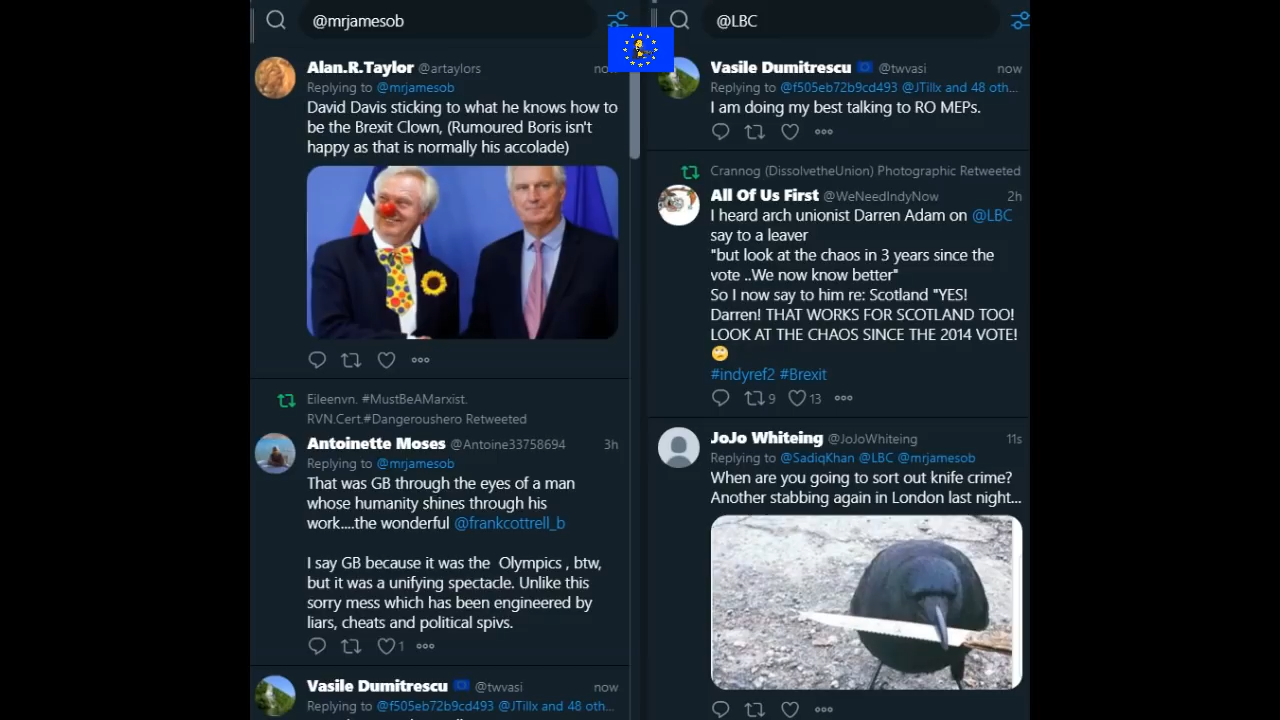 @mrjamesob
Alan.R.Taylor @artaylors
Replying to @mrjamesob
David Davis sticking to what he knows how to
be the Brexit Clown, (Rumoured Boris isn't
happy as that is normally his accolade)
Eileenvn. #MustBeAMarxist.
RVN.Cert.#Dangeroushero Retweeted
Antoinette Moses @Antoine33758694 3h
Replying to @mrjamesob
That was GB through the eyes of a man
whose humanity shines through his
work....the wonderful @frankcottrell_b
I say GB because it was the Olympics , btw,
but it was a unifying spectacle. Unlike this
sorry mess which has been engineered by
liars, cheats and political spivs.
1
Vasile Dumitrescu @twvasi now
Replying to @f505eb72b9cd493 @JTillx and 48 oth...
@LBC
Vasile Dumitrescu @twvasi now
Replying to @f505eb72b9cd493 @JTillx and 48 oth...
I am doing my best talking to RO MEPs.
Crannog (DissolvetheUnion) Photographic Retweeted
All Of Us First @WeNeedIndyNow 2h
I heard arch unionist Darren Adam on @LBC
say to a leaver
"but look at the chaos in 3 years since the
vote ..We now know better"
So I now say to him re: Scotland "YES!
Darren! THAT WORKS FOR SCOTLAND TOO!
LOOK AT THE CHAOS SINCE THE 2014 VOTE!
#indyref2 #Brexit
9 13
JoJo Whiteing @JoJoWhiteing 11s
Replying to @SadiqKhan @LBC @mrjamesob
When are you going to sort out knife crime?
Another stabbing again in London last night...